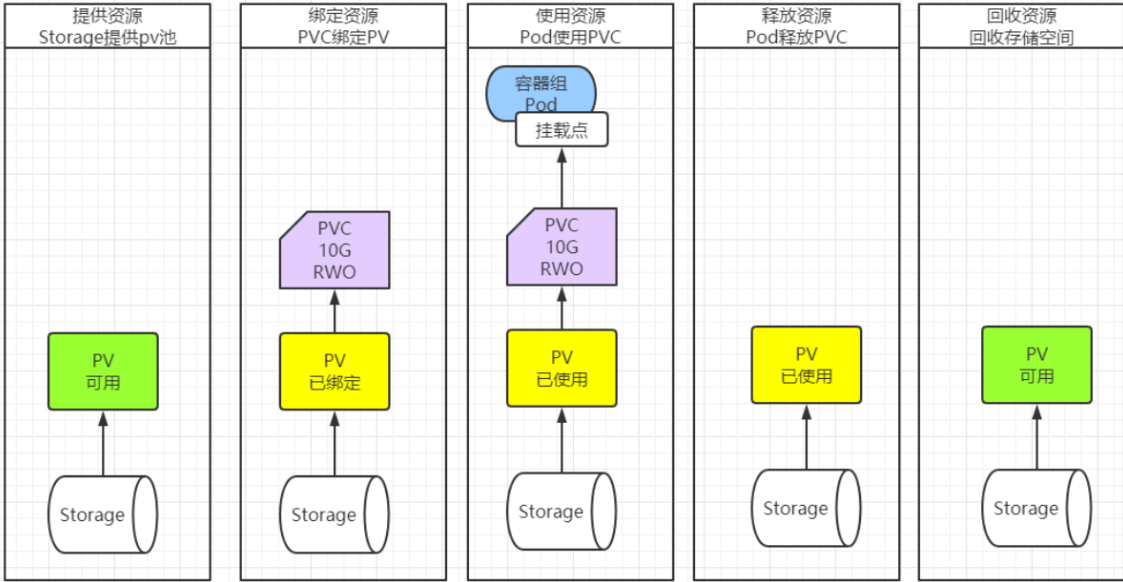 提供资源
Storage提供pv池
PV
可用
Storage
绑定资源
PVC绑定PV
PVC
10G
RWO
PV
已绑定
Storage
使用资源
Pod使用PVC
容器组
Pod
挂载点
PVC
10G
RWO
PV
已使用
Storage
释放资源
Pod释放PVC
PV
已使用
Storage
回收资源
回收存储空间
PV
可用
Storage